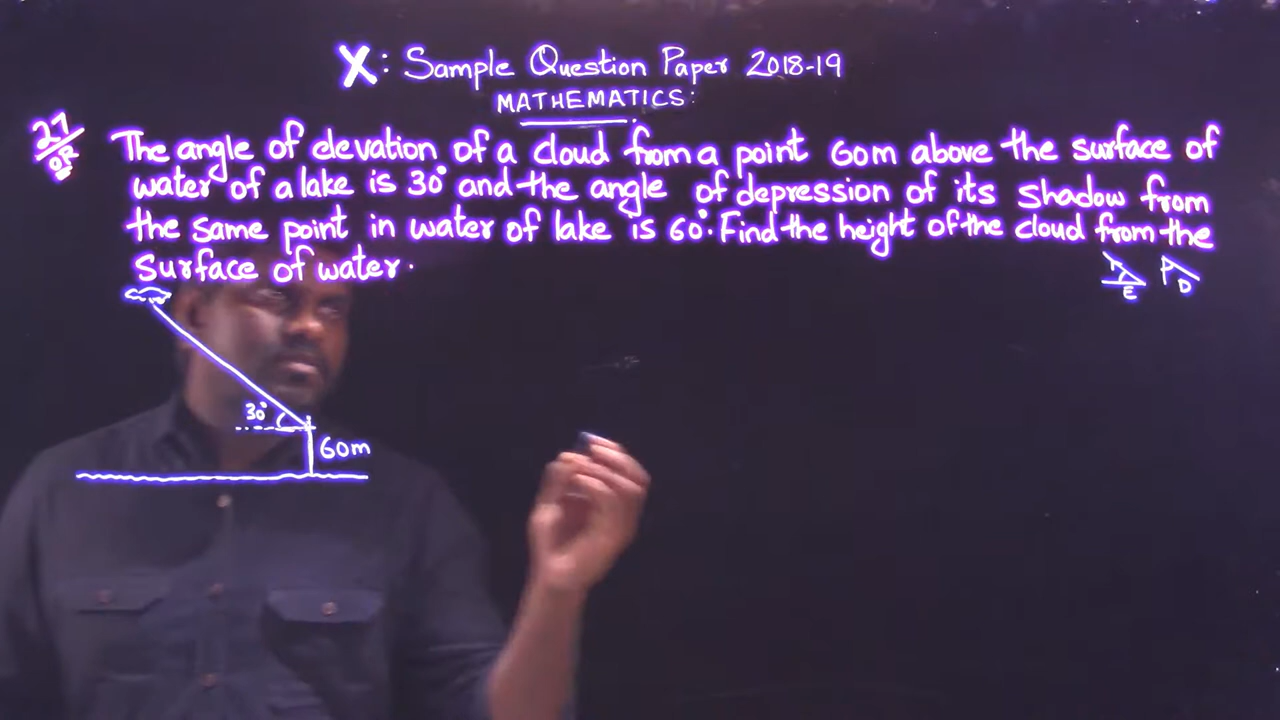 X: Sample Question Paper 2018-19
MATHEMATICS:
27/OR The angle of elevation of a cloud from a point 60m above the surface of
water of a lake is 30° and the angle of depression of its shadow from
the same point in water of lake is 60°. Find the height of the cloud from the
surface of water.
E D
30°
60m